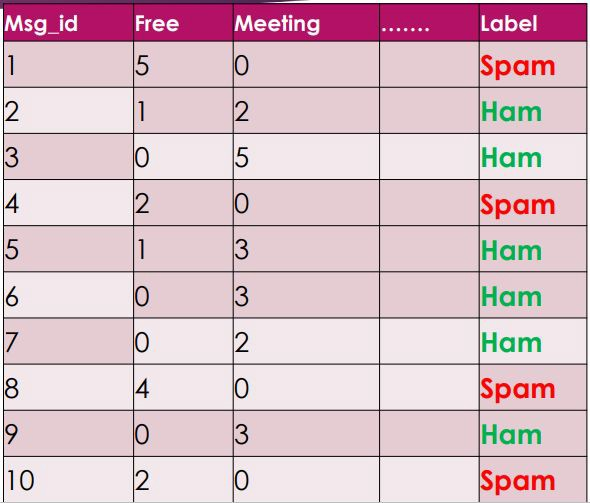 Msg_id Free Meeting ....... Label
1 5 0 Spam
2 1 2 Ham
3 0 5 Ham
4 2 0 Spam
5 1 3 Ham
6 0 3 Ham
7 0 2 Ham
8 4 0 Spam
9 0 3 Ham
10 2 0 Spam